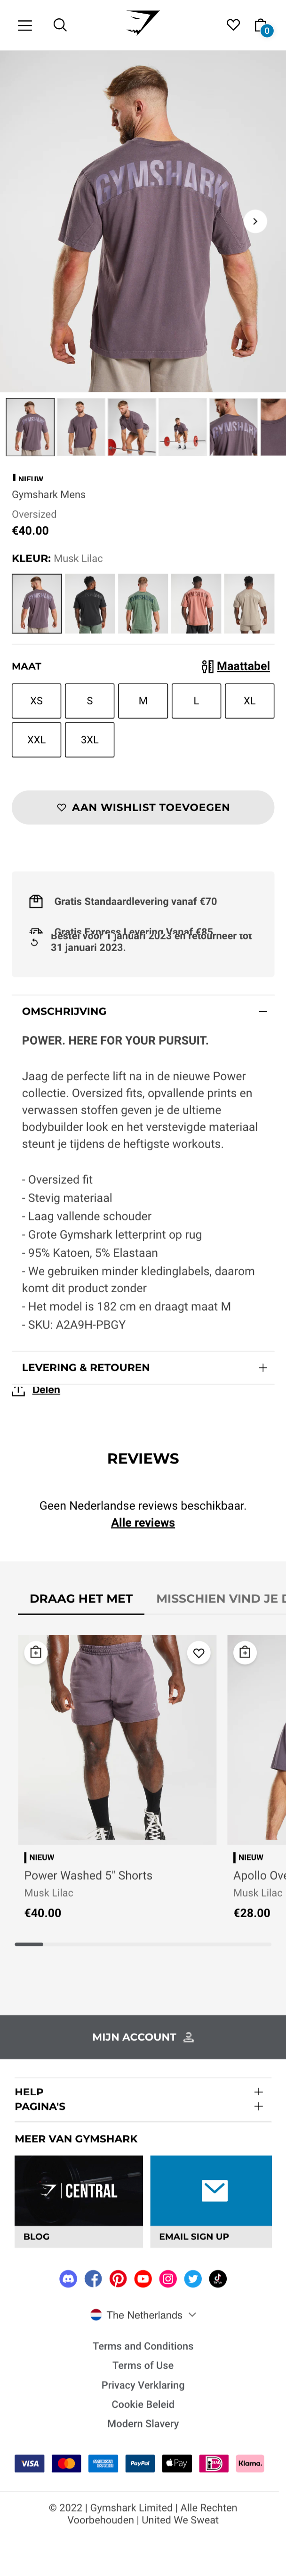 0
GYMSHARK
NIEUW
Gymshark Mens
Oversized
€40.00
KLEUR: Musk Lilac
MAAT
Maattabel
XS S M L XL
XXL 3XL
AAN WISHLIST TOEVOEGEN
Gratis Standaardlevering vanaf €70
Gratis Express Levering Vanaf €85
Bestel voor 1 januari 2023 en retourneer tot
31 januari 2023.
OMSCHRIJVING
POWER. HERE FOR YOUR PURSUIT.
Jaag de perfecte lift na in de nieuwe Power
collectie. Oversized fits, opvallende prints en
verwassen stoffen geven je de ultieme
bodybuilder look en het verstevigde materiaal
steunt je tijdens de heftigste workouts.
- Oversized fit
- Stevig materiaal
- Laag vallende schouder
- Grote Gymshark letterprint op rug
- 95% Katoen, 5% Elastaan
- We gebruiken minder kledinglabels, daarom
komt dit product zonder
- Het model is 182 cm en draagt maat M
- SKU: A2A9H-PBGY
LEVERING & RETOUREN
Delen
REVIEWS
Geen Nederlandse reviews beschikbaar.
Alle reviews
DRAAG HET MET MISSCHIEN VIND JE D
NIEUW
Power Washed 5" Shorts
Musk Lilac
€40.00
NIEUW
Apollo Ove
Musk Lilac
€28.00
MIJN ACCOUNT
HELP
PAGINA'S
MEER VAN GYMSHARK
CENTRAL
BLOG
EMAIL SIGN UP
The Netherlands
Terms and Conditions
Terms of Use
Privacy Verklaring
Cookie Beleid
Modern Slavery
VISA PayPal Pay Klarna.
© 2022 | Gymshark Limited | Alle Rechten
Voorbehouden | United We Sweat